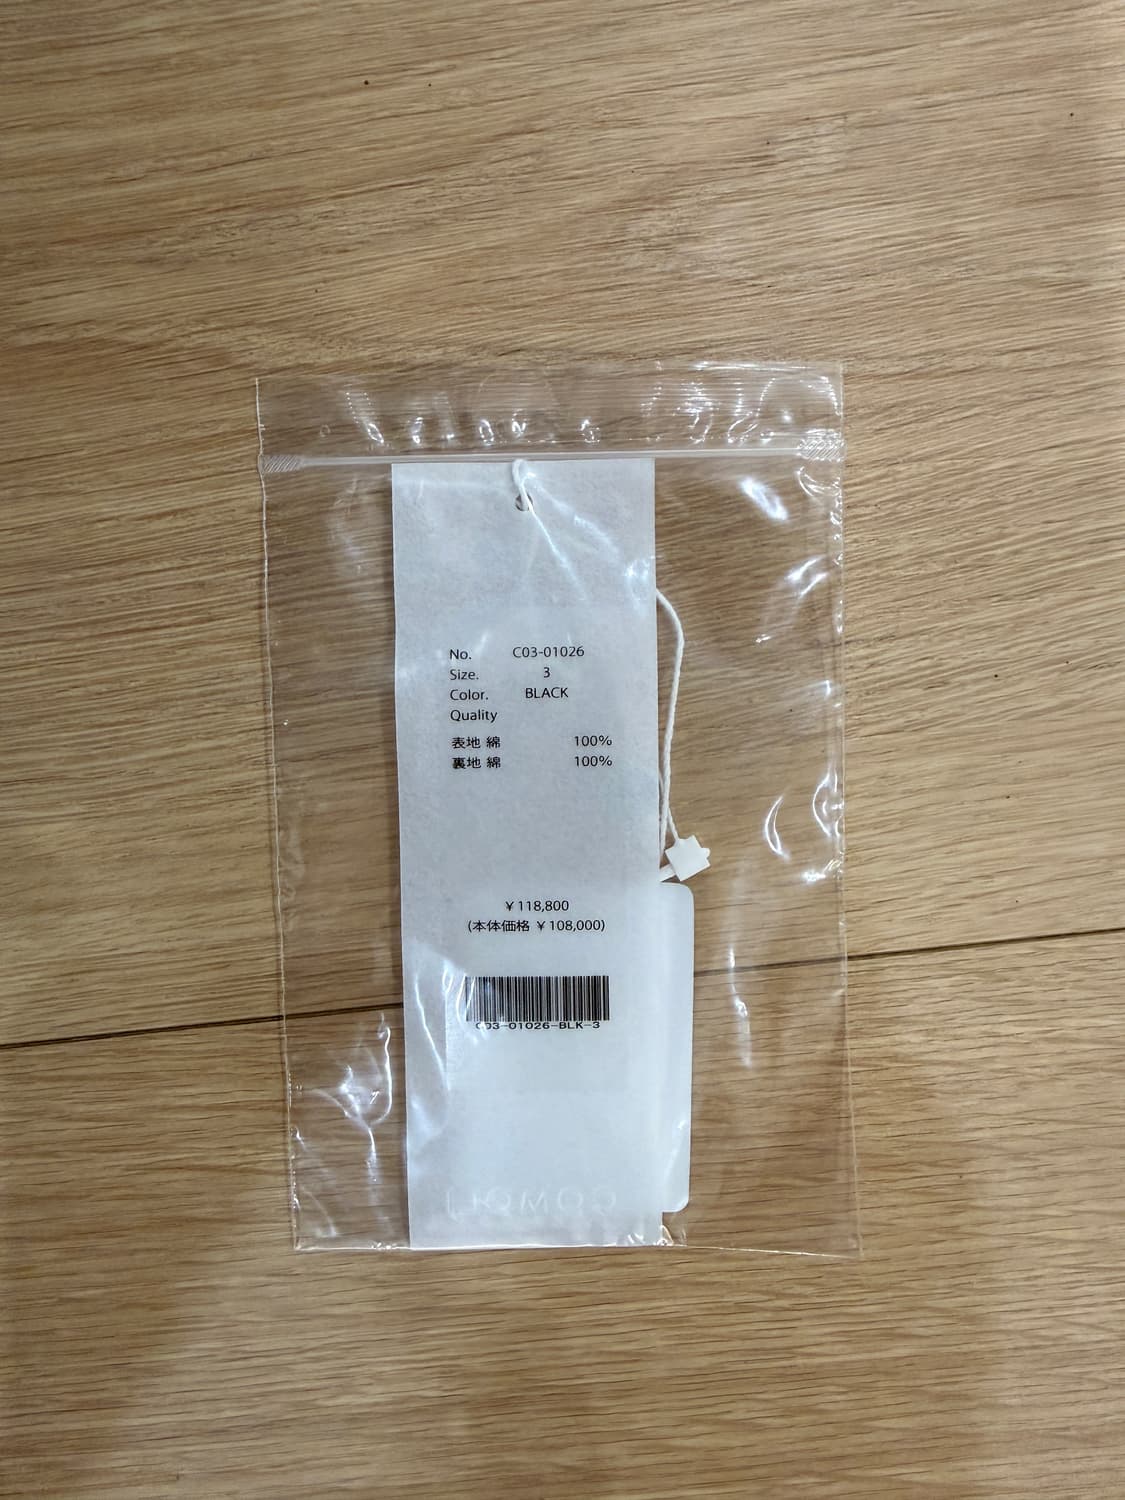 No. C03-01026
Size. 3
Color. BLACK
Quality
表地 綿 100%
裏地 綿 100%
¥118,800
(本体価格 ¥108,000)
C03-01026-BLK-3